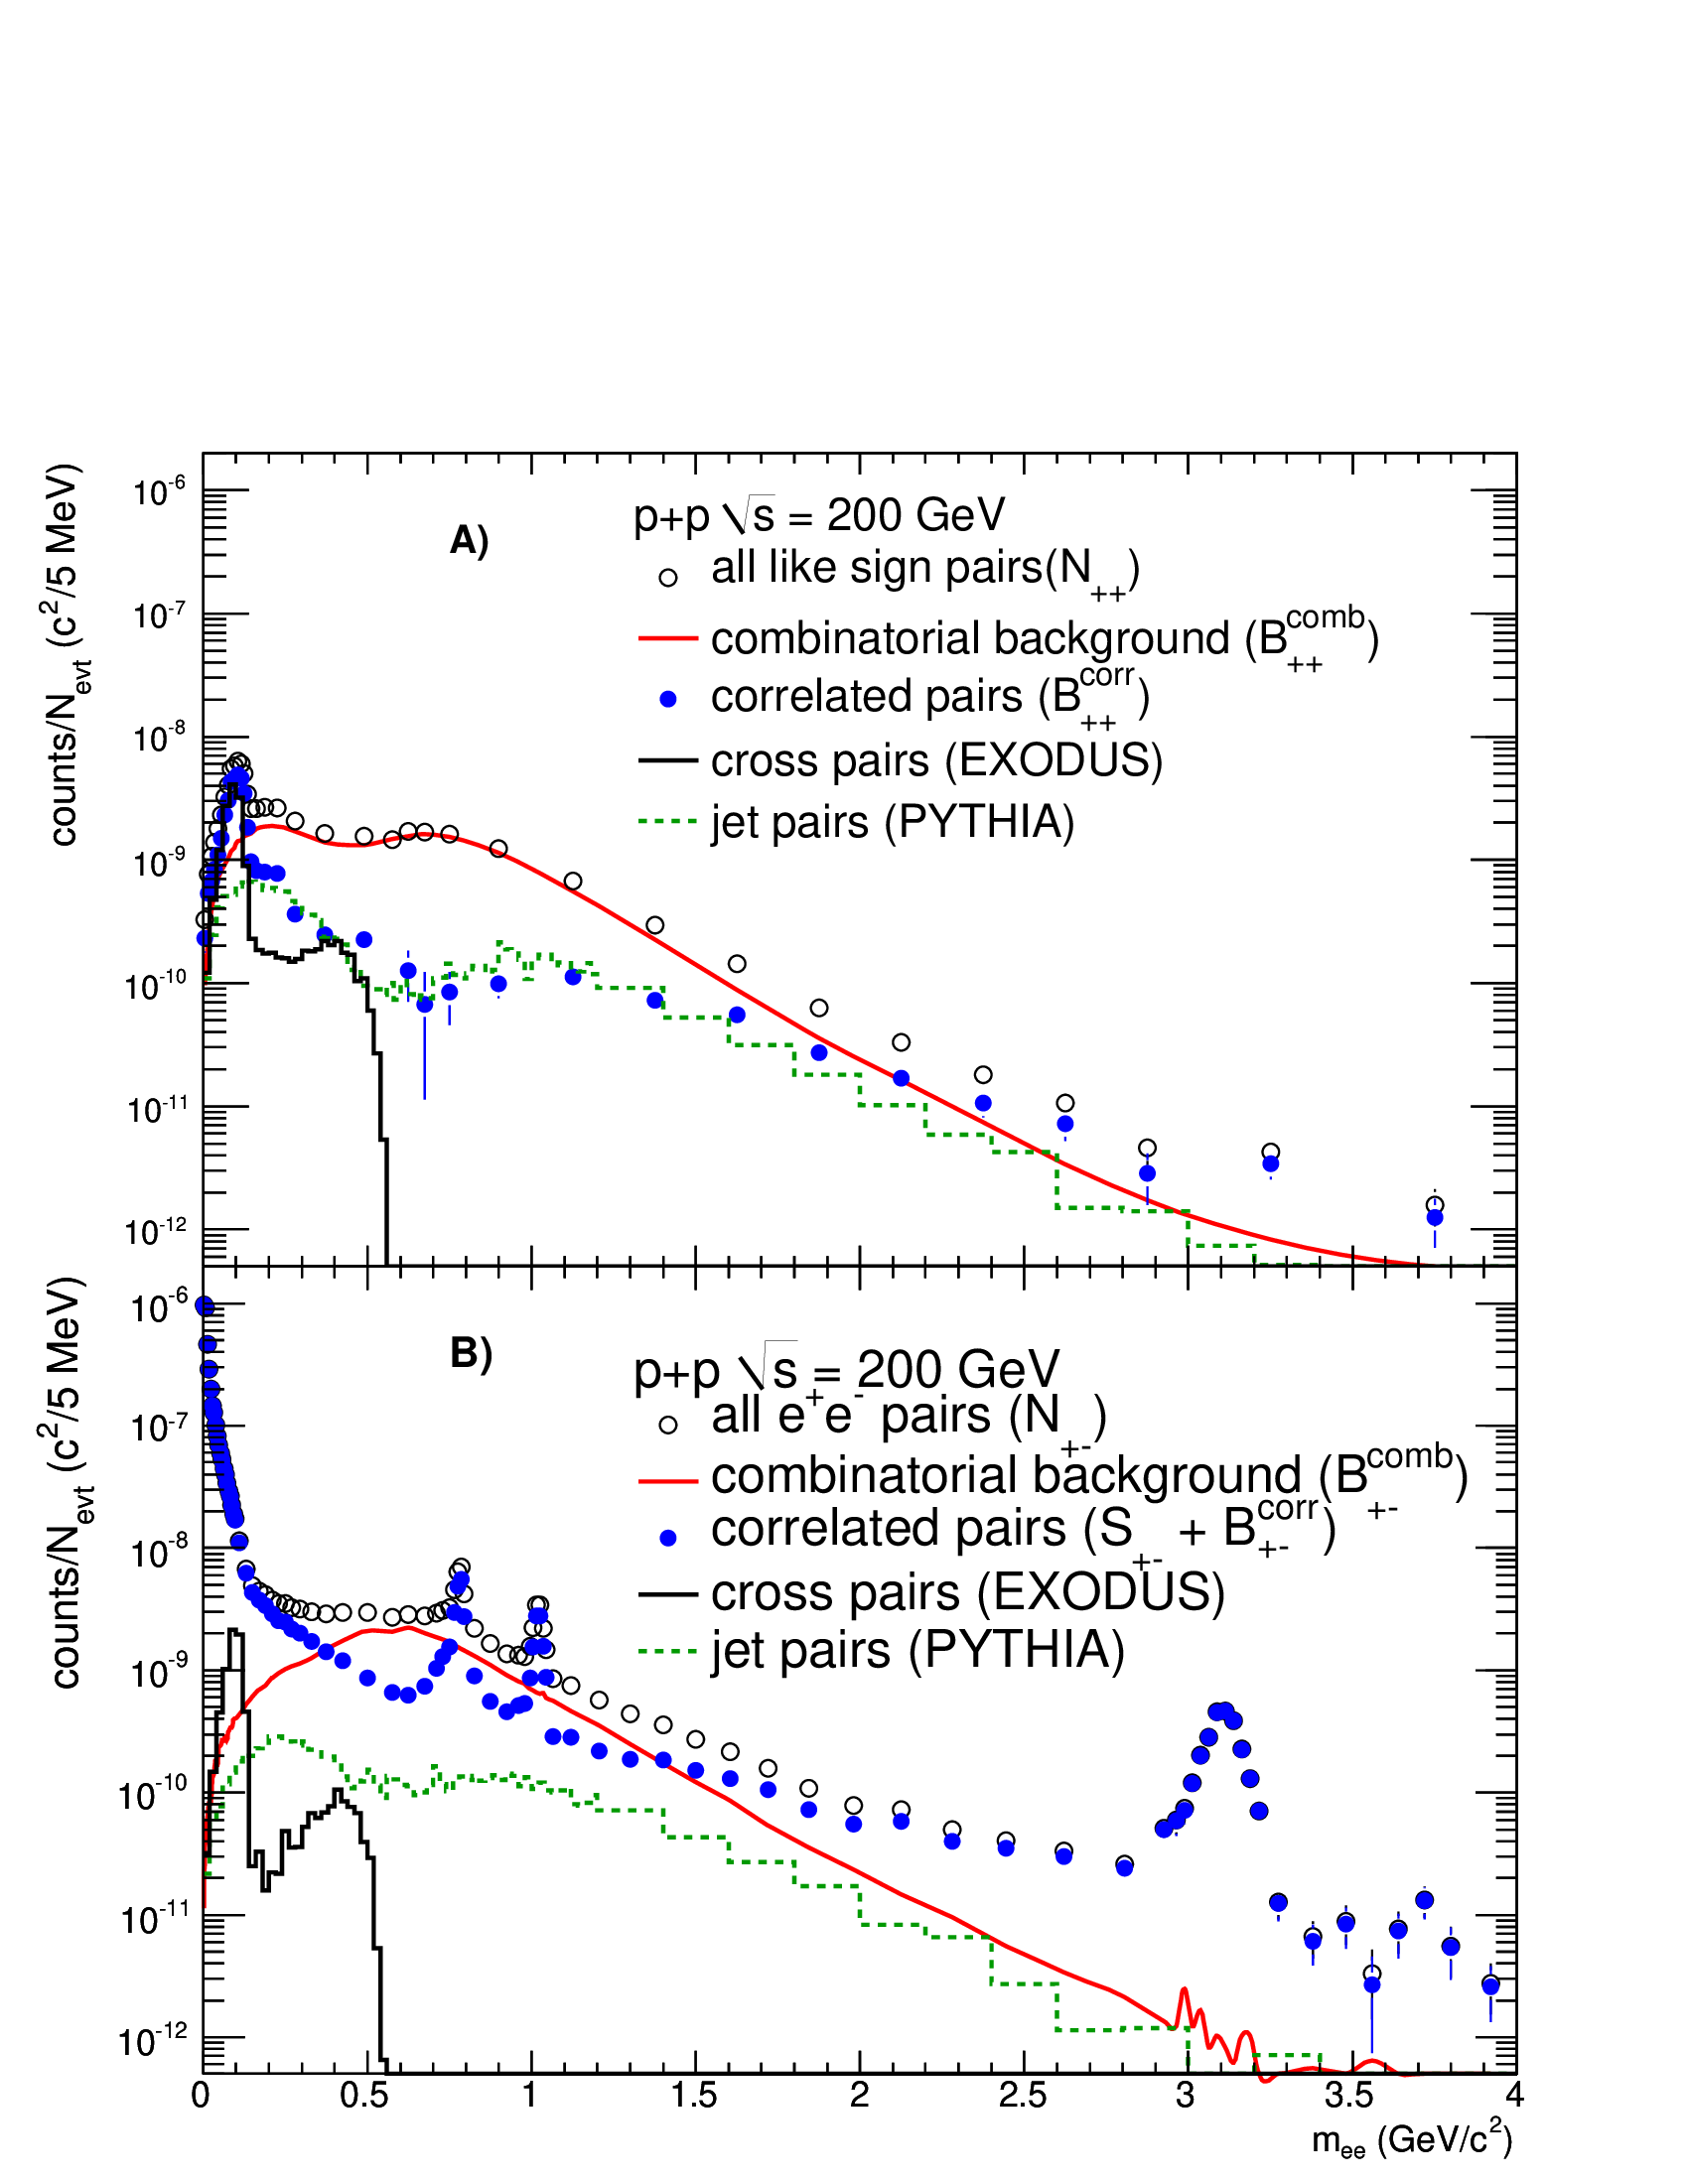 counts/N_evt (c^2/5 MeV)
10^-6
10^-7
10^-8
10^-9
10^-10
10^-11
10^-12
A)
p+p √s = 200 GeV
all like sign pairs(N_++)
combinatorial background (B_++^comb)
correlated pairs (B_++^corr)
cross pairs (EXODUS)
jet pairs (PYTHIA)
counts/N_evt (c^2/5 MeV)
10^-6
10^-7
10^-8
10^-9
10^-10
10^-11
10^-12
B)
p+p √s = 200 GeV
all e^+e^- pairs (N_+-)
combinatorial background (B_+-^comb)
correlated pairs (S_+- + B_+-^corr)
cross pairs (EXODUS)
jet pairs (PYTHIA)
0 0.5 1 1.5 2 2.5 3 3.5 4
m_ee (GeV/c^2)